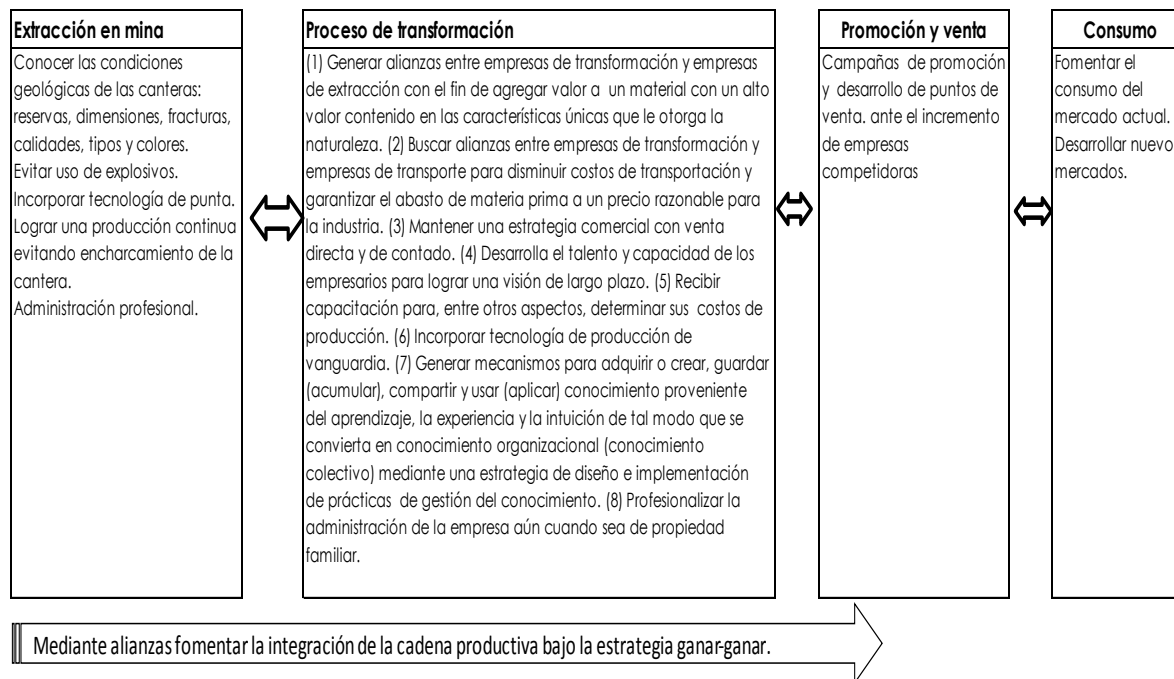 Extracción en mina
Conocer las condiciones
geológicas de las canteras:
reservas, dimensiones, fracturas,
calidades, tipos y colores.
Evitar uso de explosivos.
Incorporar tecnología de punta.
Lograr una producción continua
evitando encharcamiento de la
cantera.
Administración profesional.
Proceso de transformación
(1) Generar alianzas entre empresas de transformación y empresas
de extracción con el fin de agregar valor a un material con un alto
valor contenido en las características únicas que le otorga la
naturaleza. (2) Buscar alianzas entre empresas de transformación y
empresas de transporte para disminuir costos de transportación y
garantizar el abasto de materia prima a un precio razonable para
la industria. (3) Mantener una estrategia comercial con venta
directa y de contado. (4) Desarrolla el talento y capacidad de los
empresarios para lograr una visión de largo plazo. (5) Recibir
capacitación para, entre otros aspectos, determinar sus costos de
producción. (6) Incorporar tecnología de producción de
vanguardia. (7) Generar mecanismos para adquirir o crear, guardar
(acumular), compartir y usar (aplicar) conocimiento proveniente
del aprendizaje, la experiencia y la intuición de tal modo que se
convierta en conocimiento organizacional (conocimiento
colectivo) mediante una estrategia de diseño e implementación
de prácticas de gestión del conocimiento. (8) Profesionalizar la
administración de la empresa aún cuando sea de propiedad
familiar.
Promoción y venta
Campañas de promoción
y desarrollo de puntos de
venta. ante el incremento
de empresas
competidoras
Consumo
Fomentar el
consumo del
mercado actual.
Desarrollar nuevo
mercados.
Mediante alianzas fomentar la integración de la cadena productiva bajo la estrategia ganar-ganar.